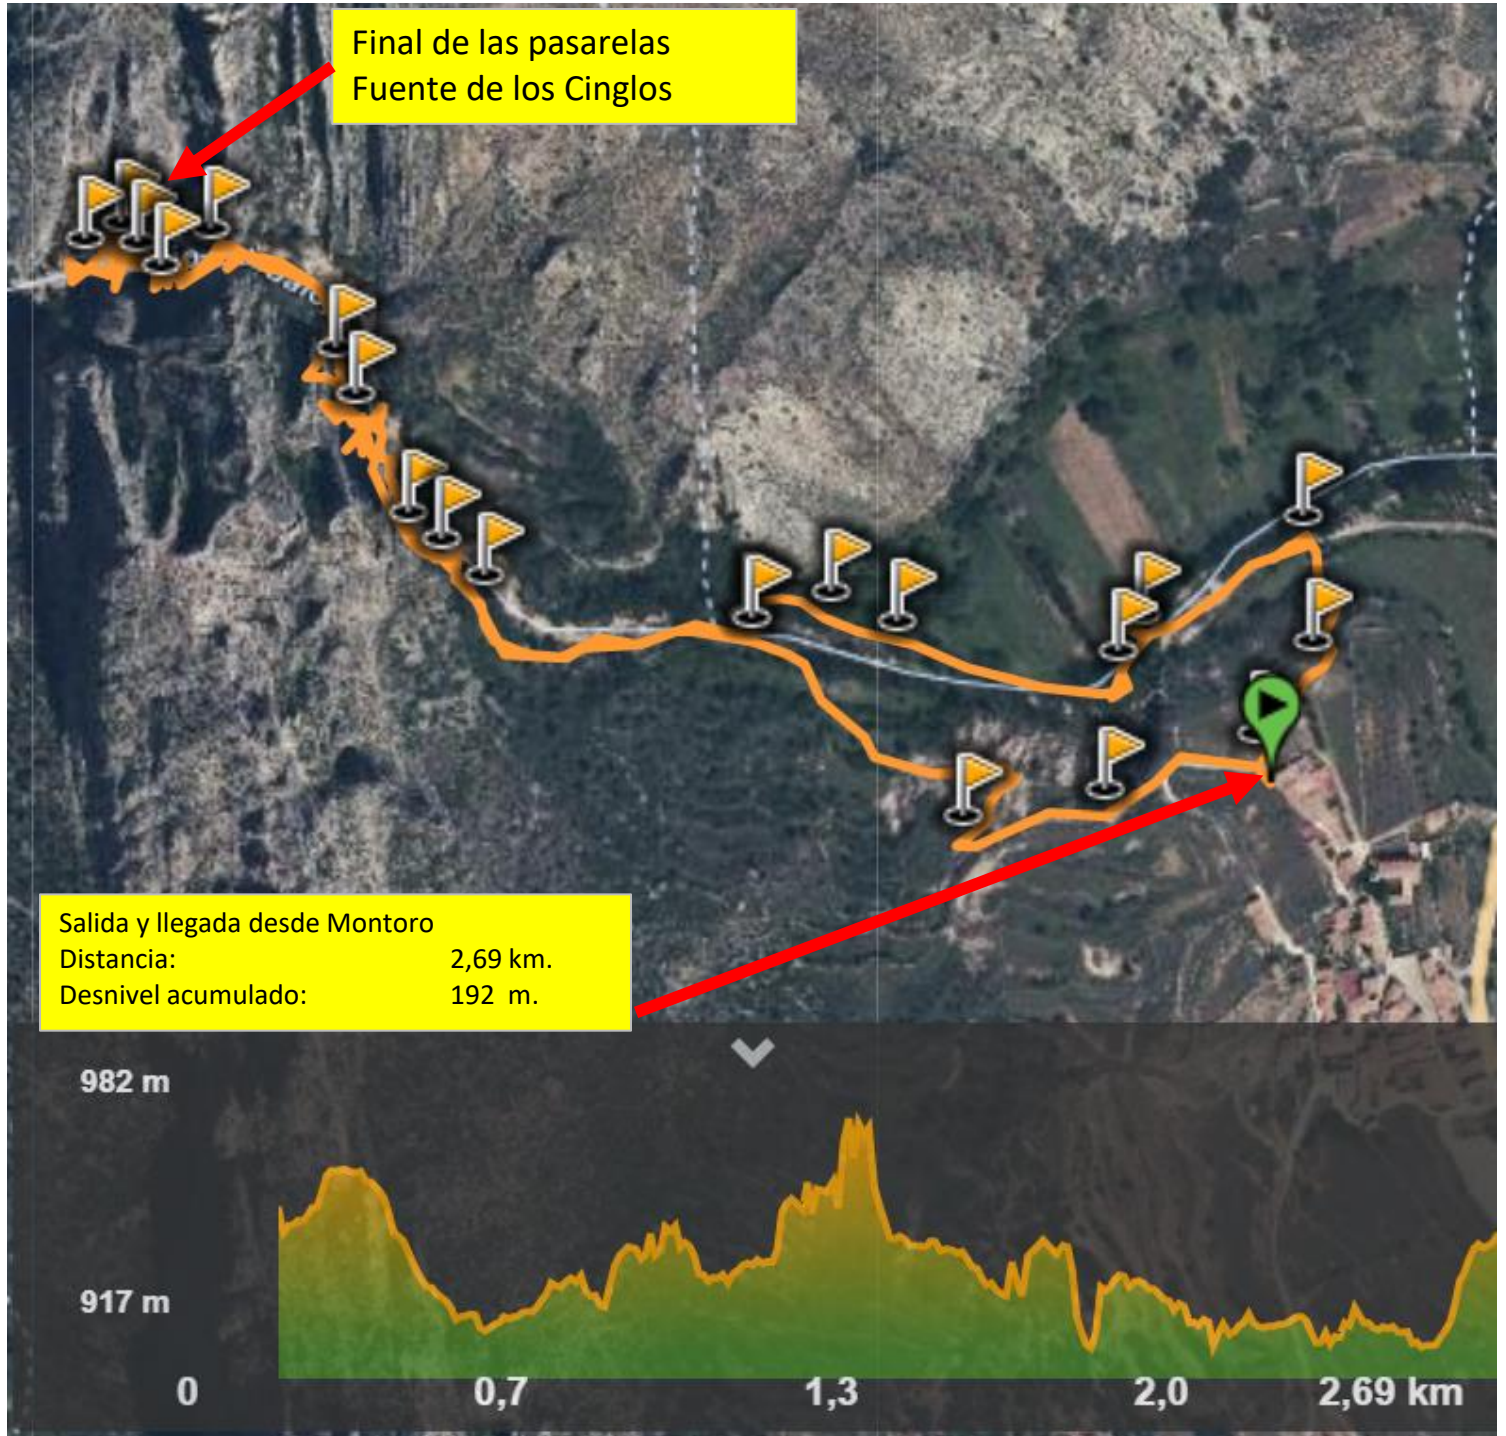 Final de las pasarelas
Fuente de los Cinglos
Salida y llegada desde Montoro
Distancia: 2,69 km.
Desnivel acumulado: 192 m.
982 m
917 m
0 0,7 1,3 2,0 2,69 km